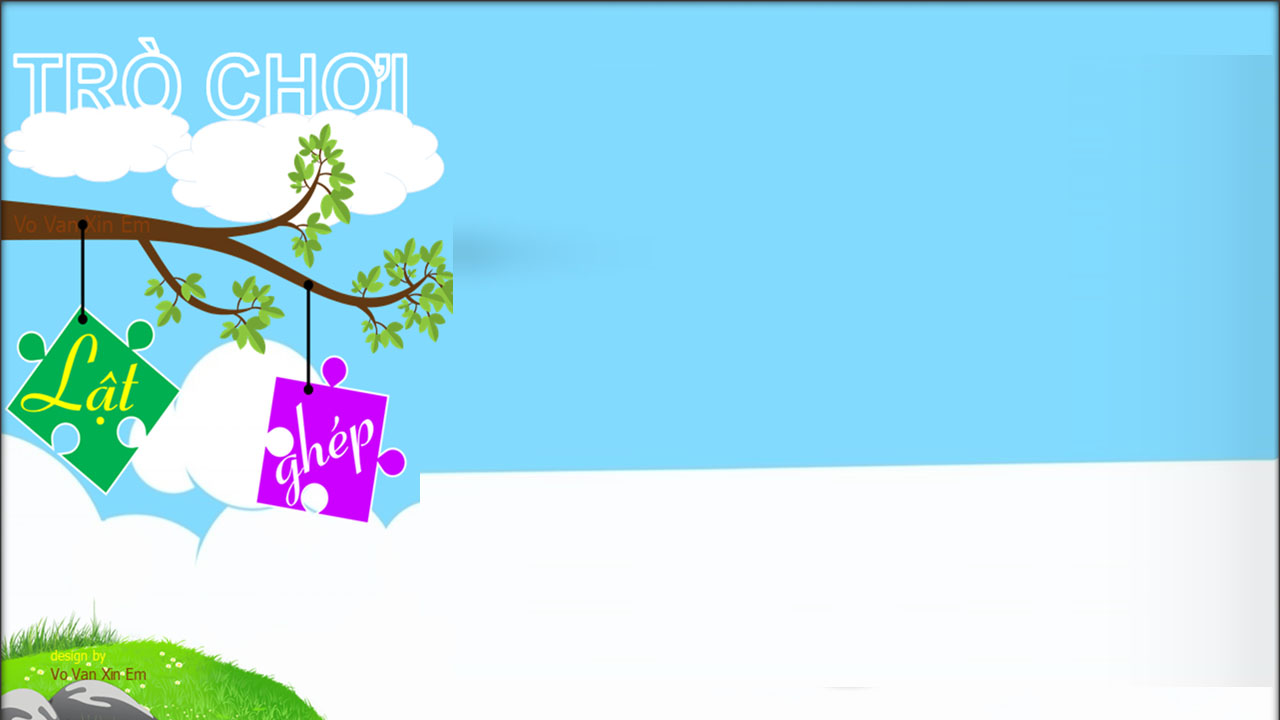 TRÒ CHƠI
Vo Van Xin Em
Lật
ghép
design by
Vo Van Xin Em